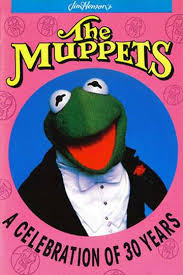 Jim Henson's
The
MUPPETS
A CELEBRATION OF 30 YEARS